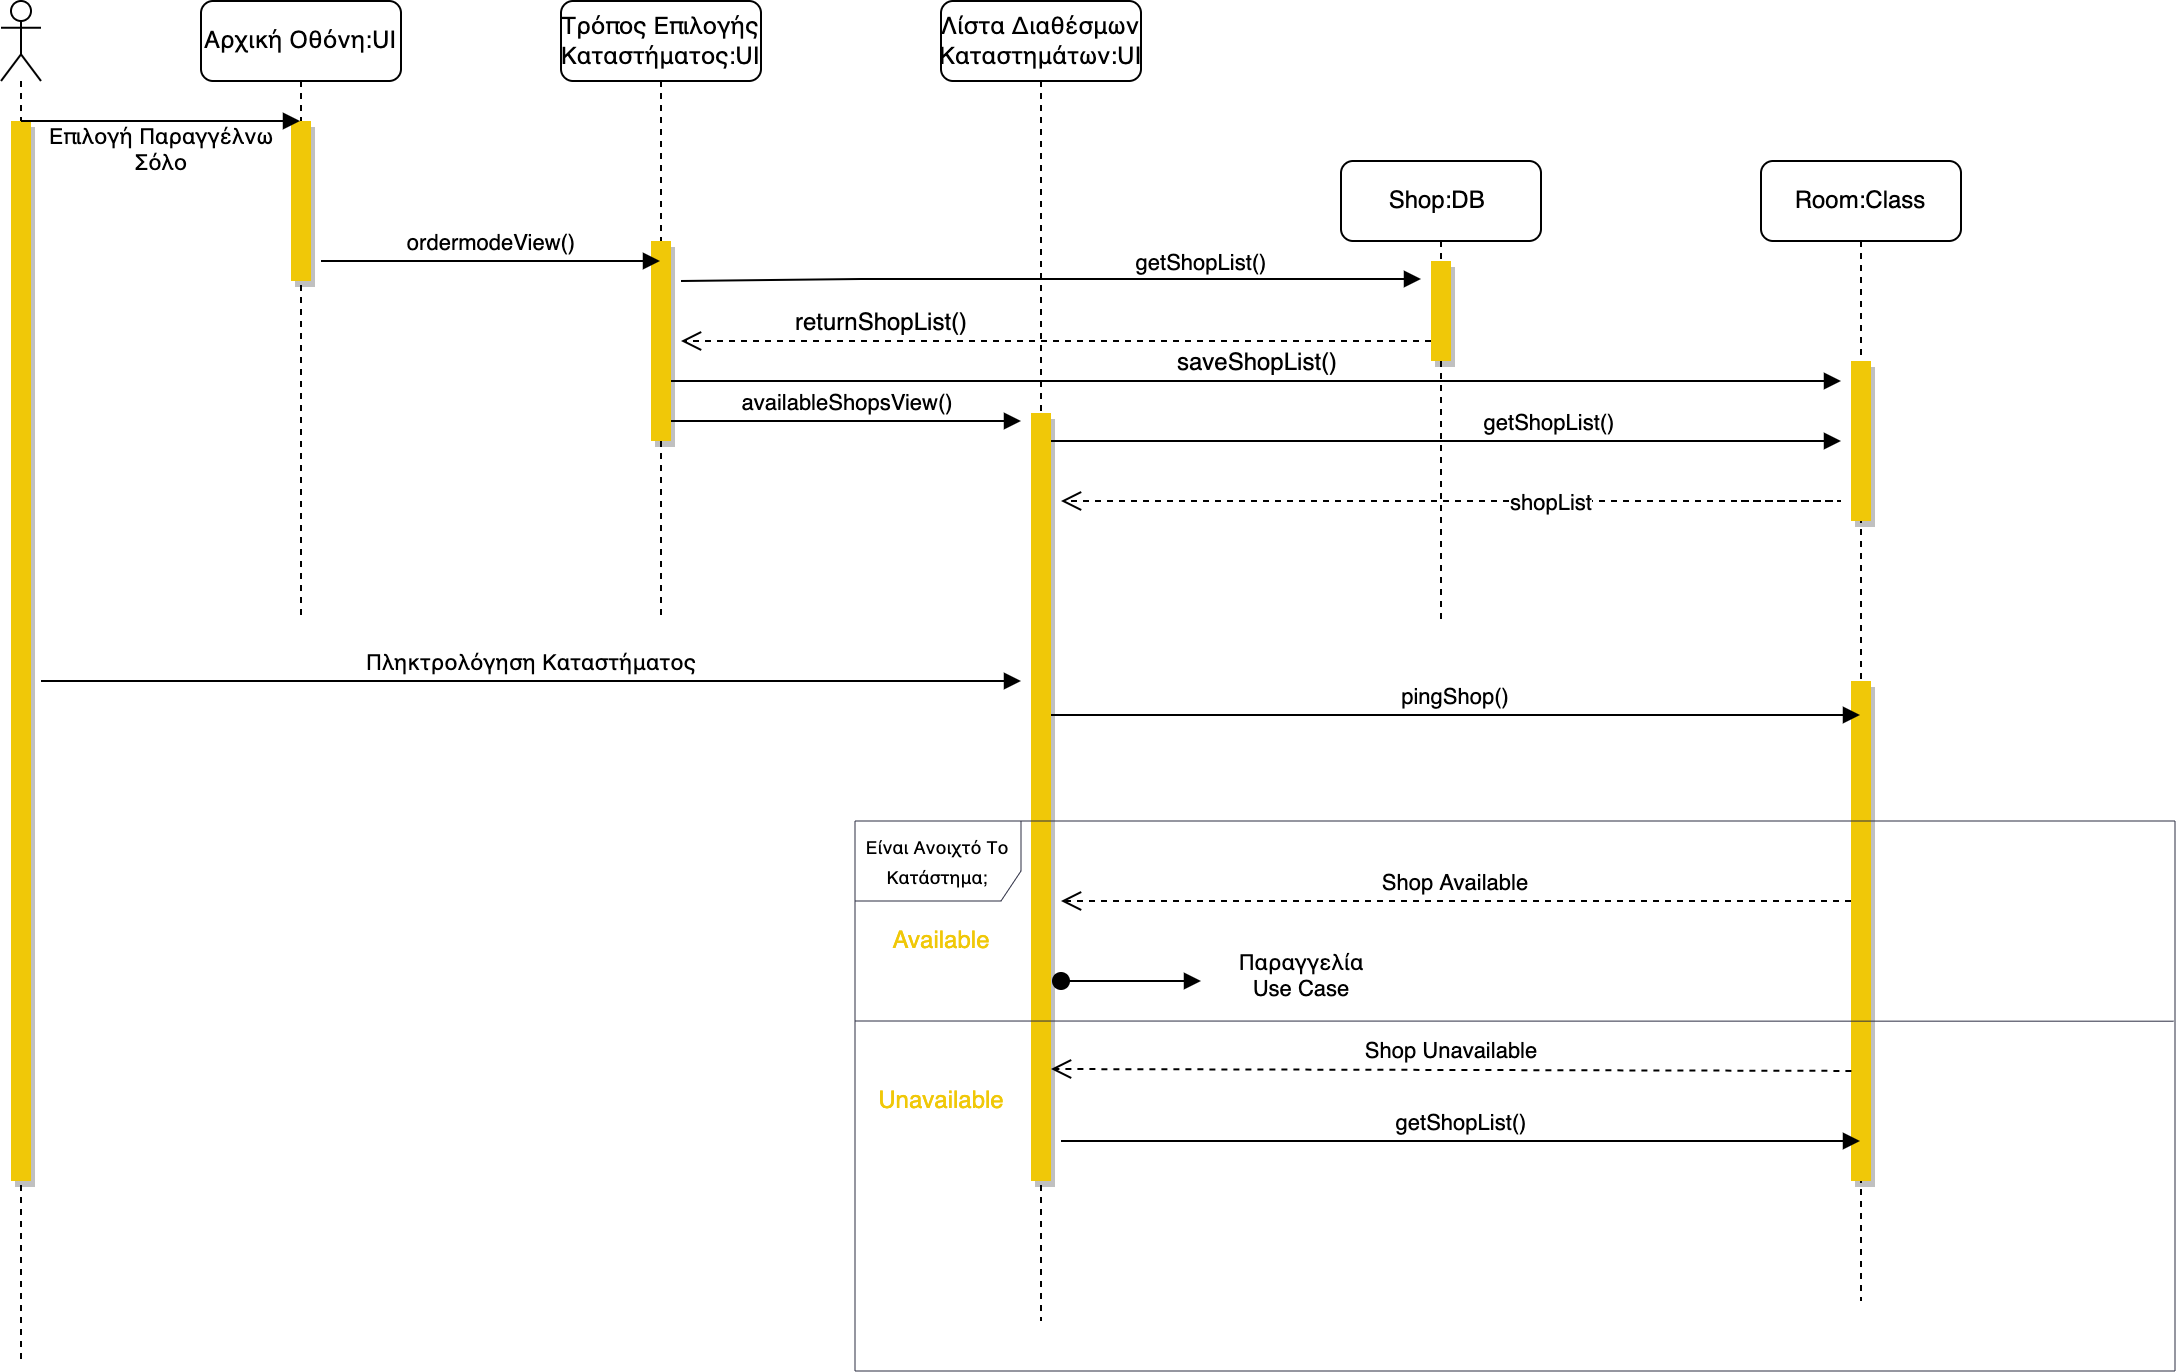 Αρχική Οθόνη:UI
Τρόπος Επιλογής
Καταστήματος:UI
Λίστα Διαθέσμων
Καταστημάτων:UI
Επιλογή Παραγγέλνω
Σόλο
Shop:DB
Room:Class
ordermodeView()
getShopList()
returnShopList()
saveShopList()
availableShopsView()
getShopList()
shopList
Πληκτρολόγηση Καταστήματος
pingShop()
Είναι Ανοιχτό Το
Κατάστημα;
Shop Available
Available
Παραγγελία
Use Case
Shop Unavailable
Unavailable
getShopList()